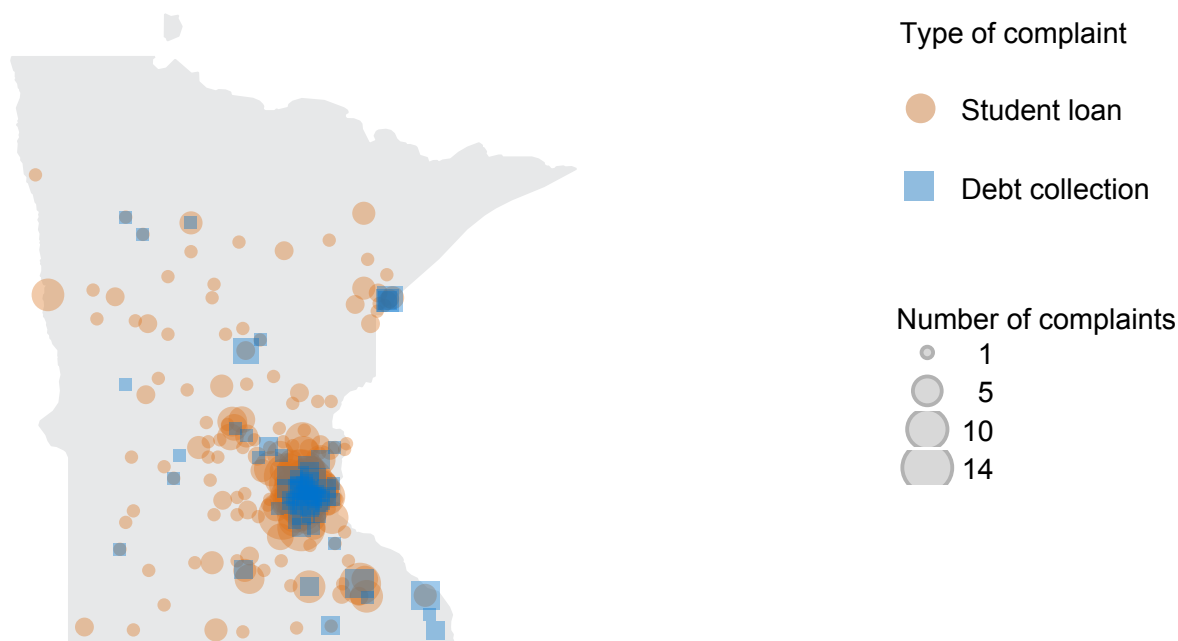 Type of complaint
Student loan
Debt collection
Number of complaints
1
5
10
14